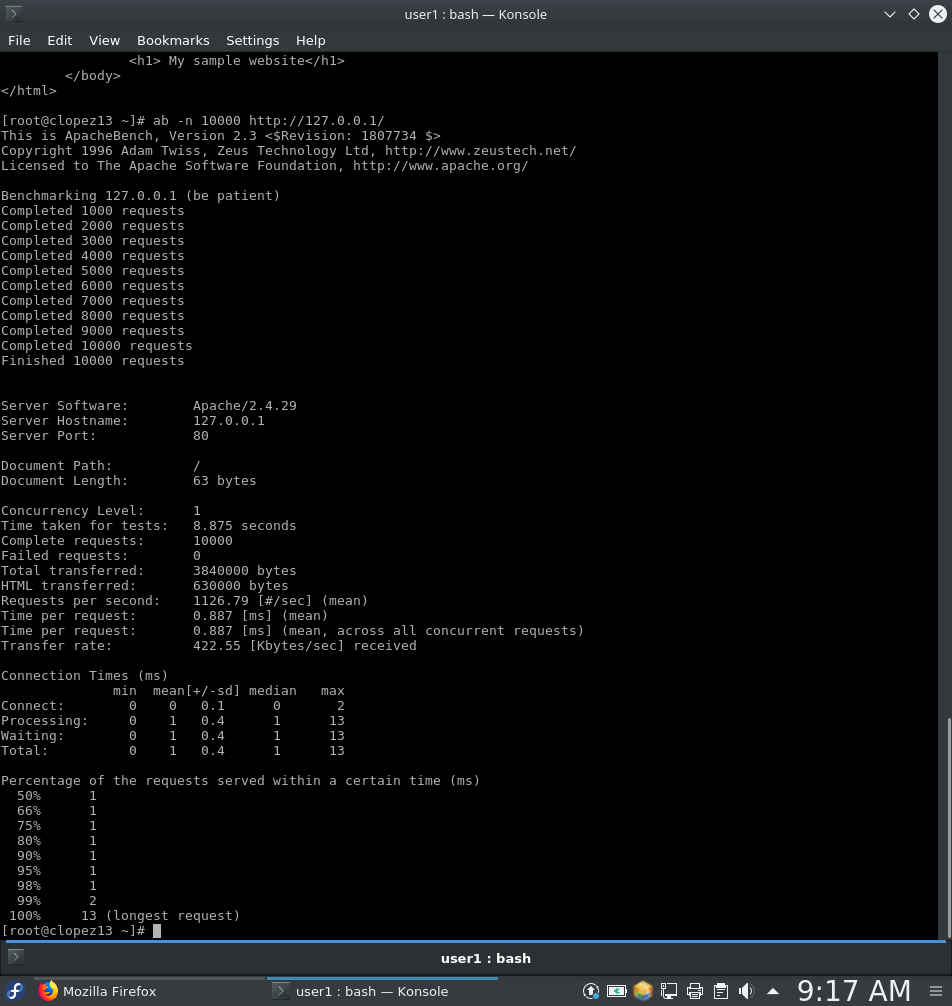 user1 : bash — Konsole
File Edit View Bookmarks Settings Help
                <h1> My sample website</h1>
        </body>
</html>
[root@clopez13 ~]# ab -n 10000 http://127.0.0.1/
This is ApacheBench, Version 2.3 <$Revision: 1807734 $>
Copyright 1996 Adam Twiss, Zeus Technology Ltd, http://www.zeustech.net/
Licensed to The Apache Software Foundation, http://www.apache.org/
Benchmarking 127.0.0.1 (be patient)
Completed 1000 requests
Completed 2000 requests
Completed 3000 requests
Completed 4000 requests
Completed 5000 requests
Completed 6000 requests
Completed 7000 requests
Completed 8000 requests
Completed 9000 requests
Completed 10000 requests
Finished 10000 requests
Server Software:        Apache/2.4.29
Server Hostname:        127.0.0.1
Server Port:            80
Document Path:          /
Document Length:        63 bytes
Concurrency Level:      1
Time taken for tests:   8.875 seconds
Complete requests:      10000
Failed requests:        0
Total transferred:      3840000 bytes
HTML transferred:       630000 bytes
Requests per second:    1126.79 [#/sec] (mean)
Time per request:       0.887 [ms] (mean)
Time per request:       0.887 [ms] (mean, across all concurrent requests)
Transfer rate:          422.55 [Kbytes/sec] received
Connection Times (ms)
              min  mean[+/-sd] median   max
Connect:        0    0   0.1      0       2
Processing:     0    1   0.4      1      13
Waiting:        0    1   0.4      1      13
Total:          0    1   0.4      1      13
Percentage of the requests served within a certain time (ms)
  50%      1
  66%      1
  75%      1
  80%      1
  90%      1
  95%      1
  98%      1
  99%      2
 100%     13 (longest request)
[root@clopez13 ~]#
user1 : bash
Mozilla Firefox
user1 : bash — Konsole
9:17 AM